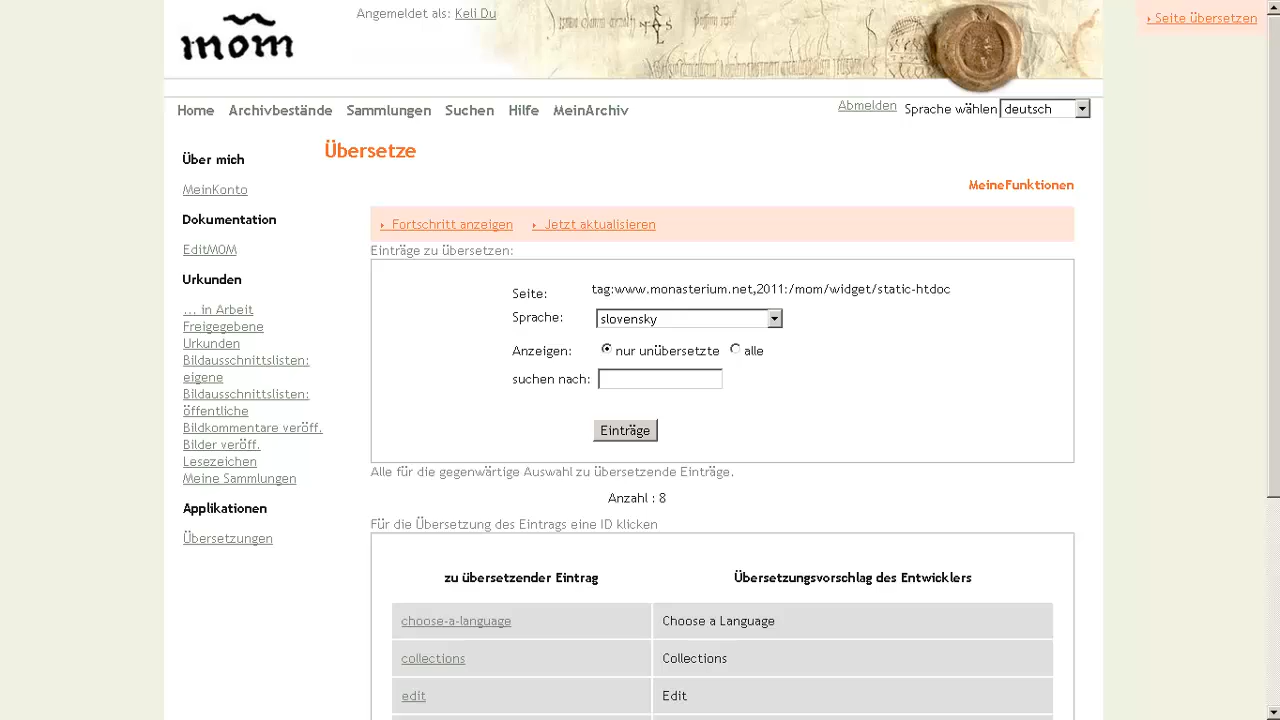 mom
Angemeldet als: Keli Du
Seite übersetzen
Home Archivbestände Sammlungen Suchen Hilfe MeinArchiv
Abmelden Sprache wählen deutsch
Übersetze
Über mich
MeinKonto
Dokumentation
EditMOM
Urkunden
... in Arbeit
Freigegebene
Urkunden
Bildausschnittslisten:
eigene
Bildausschnittslisten:
öffentliche
Bildkommentare veröff.
Bilder veröff.
Lesezeichen
Meine Sammlungen
Applikationen
Übersetzungen
MeineFunktionen
Fortschritt anzeigen Jetzt aktualisieren
Einträge zu übersetzen:
Seite: tag:www.monasterium.net,2011:/mom/widget/static-htdoc
Sprache: slovensky
Anzeigen: nur unübersetzte alle
suchen nach:
Einträge
Alle für die gegenwärtige Auswahl zu übersetzende Einträge.
Anzahl : 8
Für die Übersetzung des Eintrags eine ID klicken
zu übersetzender Eintrag Übersetzungsvorschlag des Entwicklers
choose-a-language Choose a Language
collections Collections
edit Edit